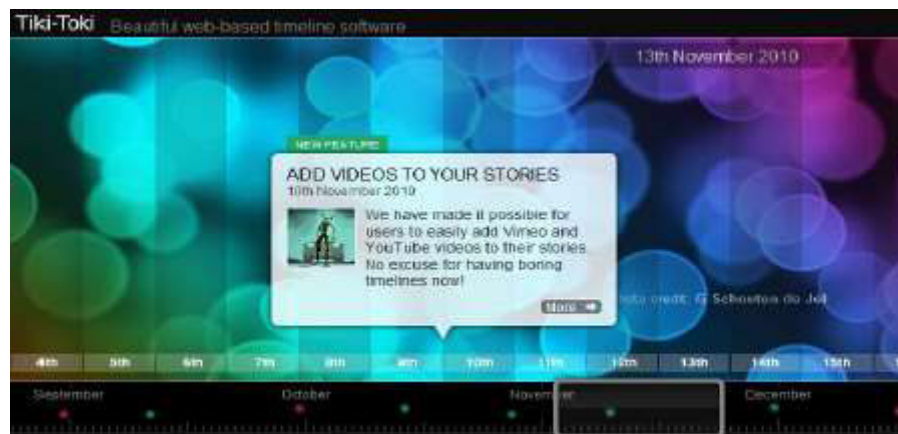 Tiki-Toki Beautiful web-based timeline software
13th November 2010
NEW FEATURE
ADD VIDEOS TO YOUR STORIES
10th November 2010
We have made it possible for
users to easily add Vimeo and
YouTube videos to their stories.
No excuse for having boring
timelines now!
More
photo credit:
4th 5th 6th 7th 8th 9th 10th 11th 12th 13th 14th 15th
September October November December